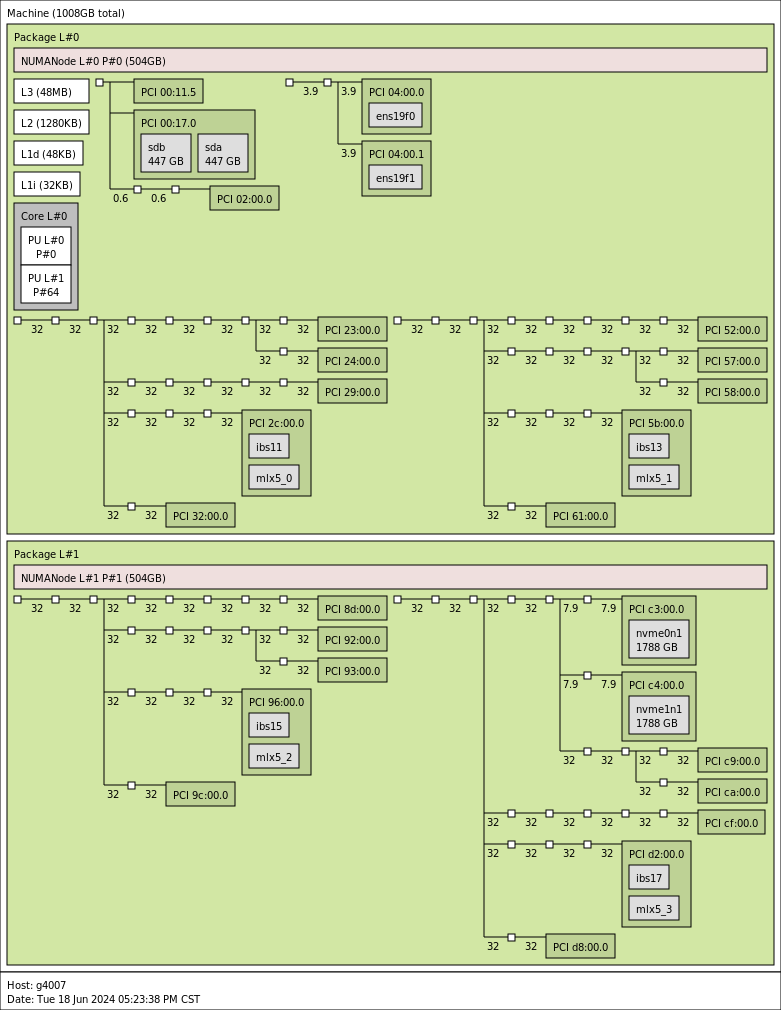 Machine (1008GB total)
Package L#0
NUMANode L#0 P#0 (504GB)
L3 (48MB)
L2 (1280KB)
L1d (48KB)
L1i (32KB)
Core L#0
PU L#0
P#0
PU L#1
P#64
PCI 00:11.5
PCI 00:17.0
sdb
447 GB
sda
447 GB
0.6 0.6 PCI 02:00.0
3.9 3.9 PCI 04:00.0
ens19f0
3.9 PCI 04:00.1
ens19f1
32 32 32 32 32 32 32 32 PCI 23:00.0
32 32 PCI 24:00.0
32 32 32 32 32 32 PCI 29:00.0
32 32 32 32 PCI 2c:00.0
ibs11
mlx5_0
32 32 PCI 32:00.0
32 32 32 32 32 32 32 32 PCI 52:00.0
32 32 32 32 32 32 PCI 57:00.0
32 32 PCI 58:00.0
32 32 32 32 PCI 5b:00.0
ibs13
mlx5_1
32 32 PCI 61:00.0
Package L#1
NUMANode L#1 P#1 (504GB)
32 32 32 32 32 32 32 32 PCI 8d:00.0
32 32 32 32 32 32 PCI 92:00.0
32 32 PCI 93:00.0
32 32 32 32 PCI 96:00.0
ibs15
mlx5_2
32 32 PCI 9c:00.0
32 32 32 32 7.9 7.9 PCI c3:00.0
nvme0n1
1788 GB
7.9 7.9 PCI c4:00.0
nvme1n1
1788 GB
32 32 32 32 PCI c9:00.0
32 32 PCI ca:00.0
32 32 32 32 32 32 PCI cf:00.0
32 32 32 32 PCI d2:00.0
ibs17
mlx5_3
32 32 PCI d8:00.0
Host: g4007
Date: Tue 18 Jun 2024 05:23:38 PM CST